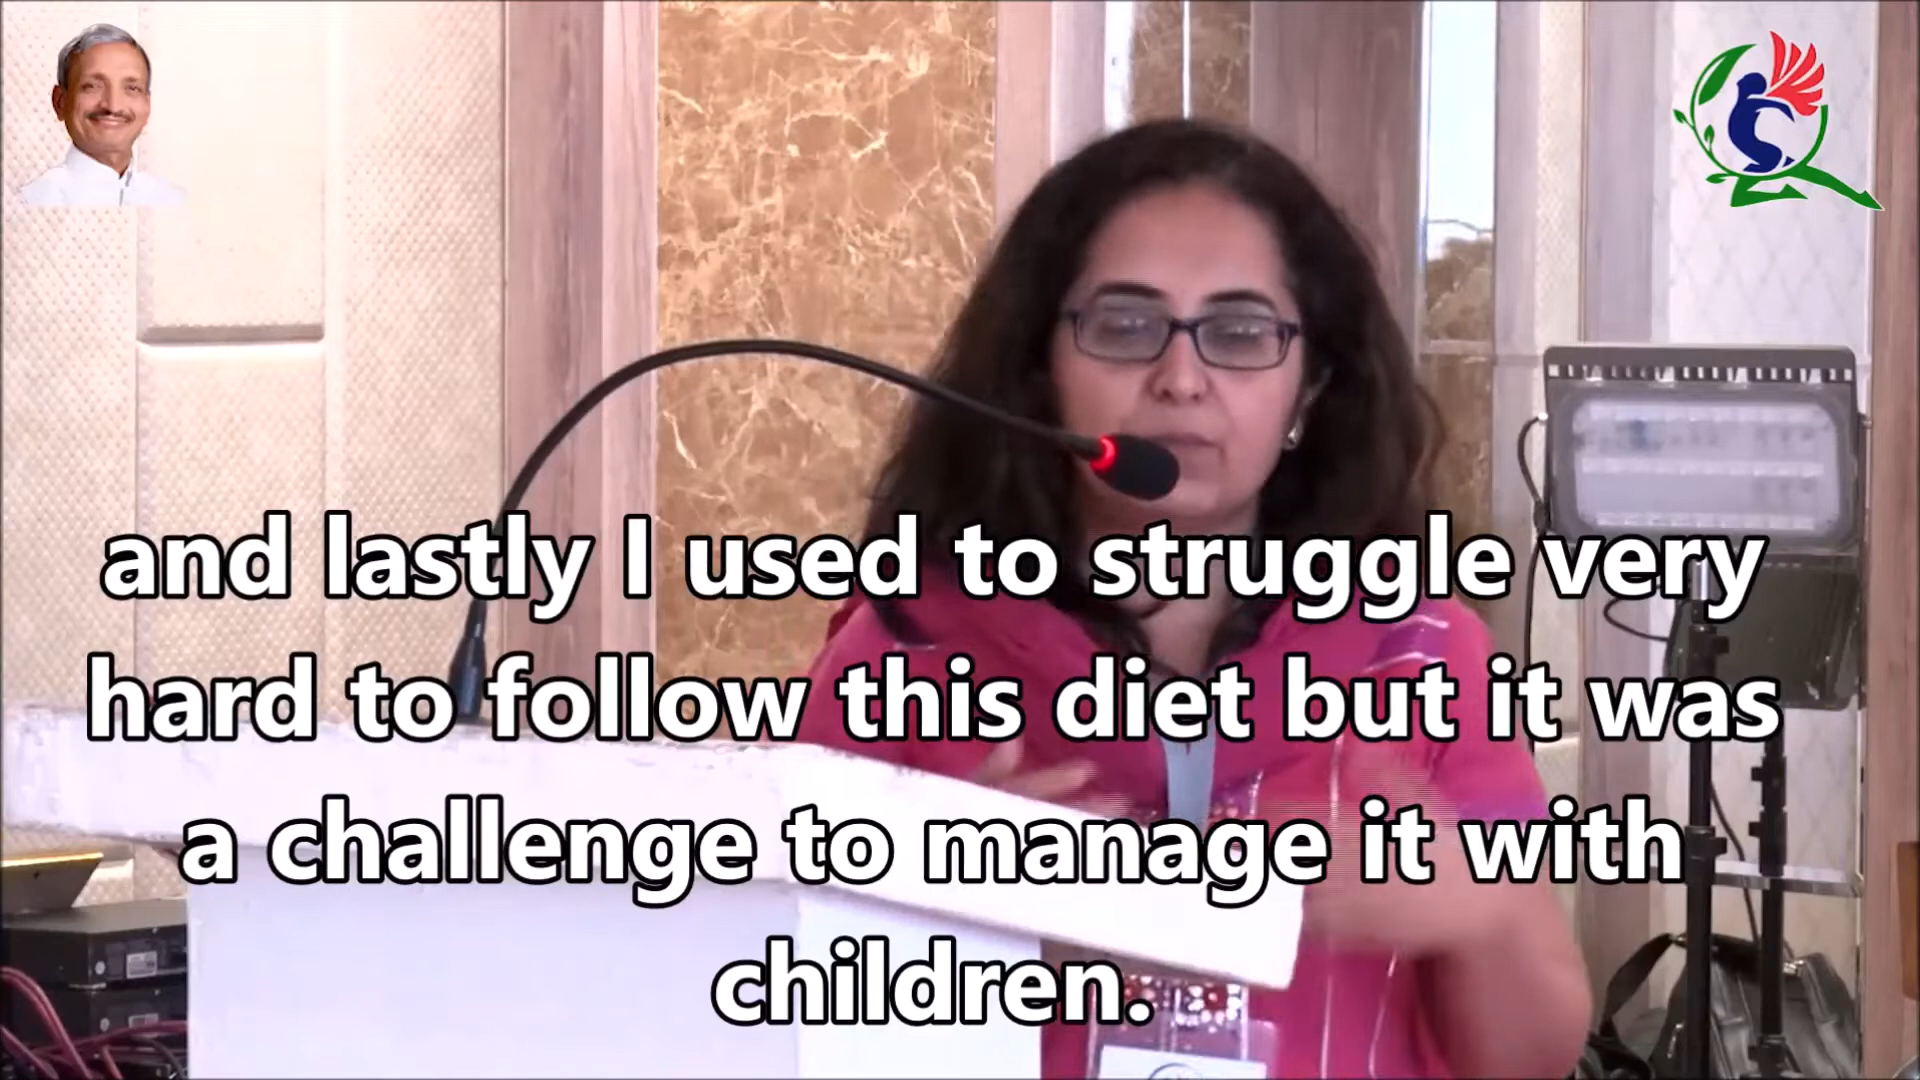 and lastly I used to struggle very
hard to follow this diet but it was
a challenge to manage it with
children.